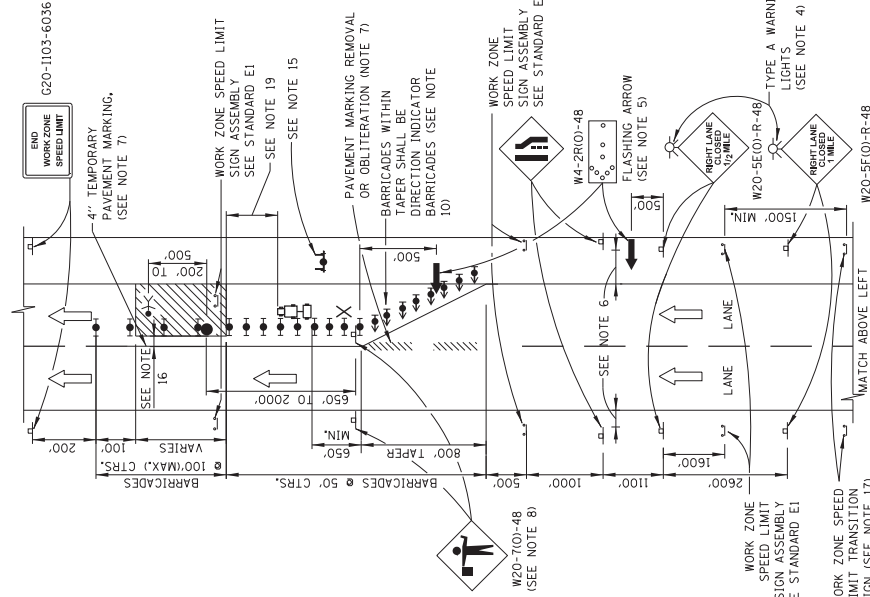 END
WORK ZONE
SPEED LIMIT
G20-I103-6036
4'' TEMPORARY
PAVEMENT MARKING,
(SEE NOTE 7)
WORK ZONE SPEED LIMIT
SIGN ASSEMBLY
SEE STANDARD E1
SEE NOTE 19
SEE NOTE 15
PAVEMENT MARKING REMOVAL
OR OBLITERATION (NOTE 7)
BARRICADES WITHIN
TAPER SHALL BE
DIRECTION INDICATOR
BARRICADES (SEE NOTE
10)
WORK ZONE
SPEED LIMIT
SIGN ASSEMBLY
SEE STANDARD E
W4-2R(O)-48
FLASHING ARROW
(SEE NOTE 5)
TYPE A WARNI
LIGHTS
(SEE NOTE 4)
RIGHT LANE
CLOSED
1/2 MILE
W20-5E(O)-R-48
RIGHT LANE
CLOSED
1 MILE
W20-5F(O)-R-48
500'
1500' MIN.
500'
200' TO
500'
SEE NOTE
16
650' TO 2000'
SEE NOTE 6
LANE
LANE
MATCH ABOVE LEFT
200'
100'
VARIES
BARRICADES
@ 100'(MAX.) CTRS.
650'
MIN.
800' TAPER
BARRICADES @ 50' CTRS.
500'
1000'
1100'
1600'
2600'
W20-7(O)-48
(SEE NOTE 8)
WORK ZONE
SPEED LIMIT
SIGN ASSEMBLY
E STANDARD E1
ORK ZONE SPEED
IMIT TRANSITION
IGN (SEE NOTE 17)